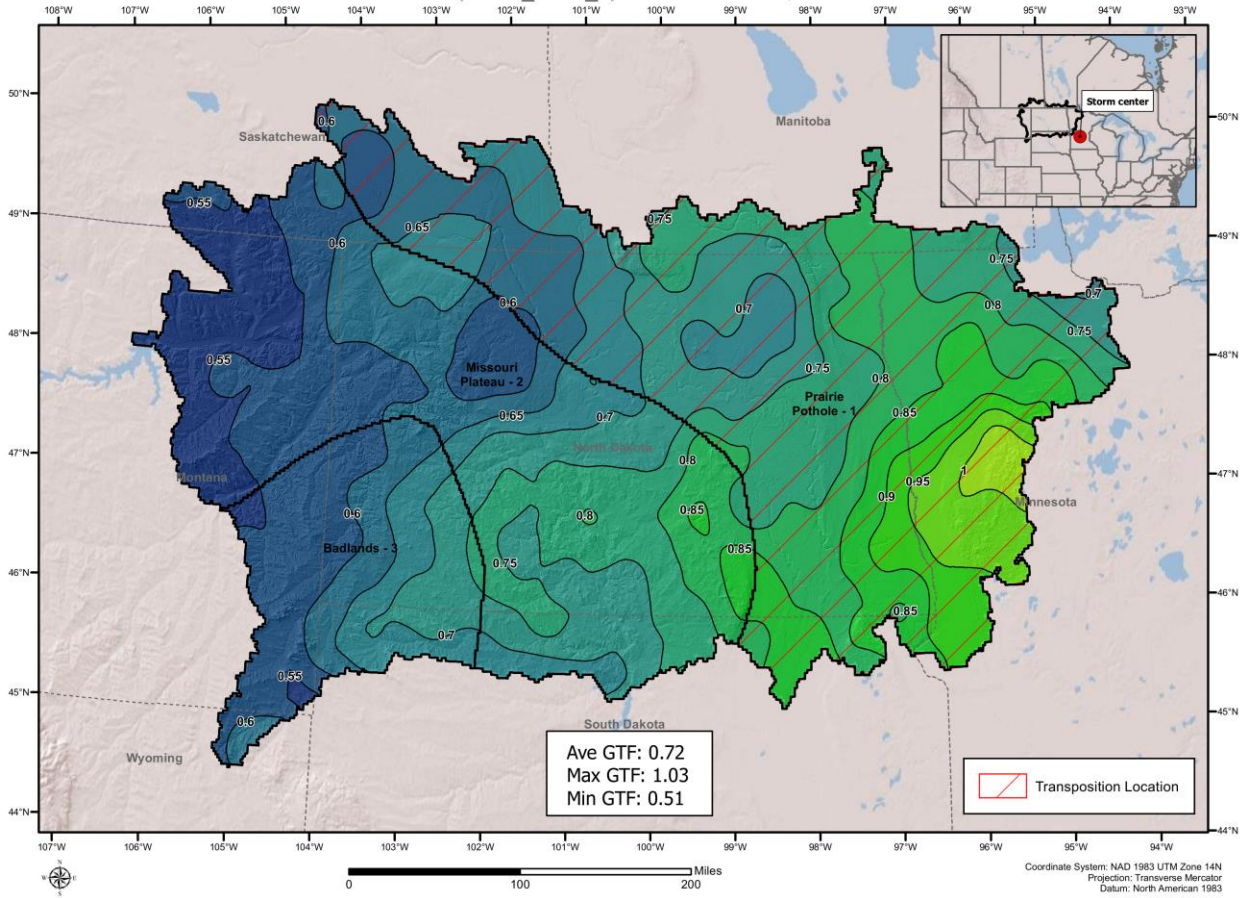 108°W 107°W 106°W 105°W 104°W 103°W 102°W 101°W 100°W 99°W 98°W 97°W 96°W 95°W 94°W 93°W
50°N
49°N
48°N
47°N
46°N
45°N
44°N
50°N
49°N
48°N
47°N
46°N
45°N
44°N
Storm center
Saskatchewan
Manitoba
0.6
0.55
0.6
0.65
0.75
0.75
0.7
0.6
0.7
0.8
0.75
0.55
Missouri
Plateau - 2
0.75
0.8
Prairie
Pothole - 1
0.65
0.7
0.85
North Dakota
0.8
Montana
1
0.95
0.9
Minnesota
0.6
0.8
0.85
Badlands - 3
0.85
0.75
0.85
0.7
0.55
0.6
South Dakota
Wyoming
Ave GTF: 0.72
Max GTF: 1.03
Min GTF: 0.51
Transposition Location
107°W 106°W 105°W 104°W 103°W 102°W 101°W 100°W 99°W 98°W 97°W 96°W 95°W 94°W
N
W E
S
Miles
0 100 200
Coordinate System: NAD 1983 UTM Zone 14N
Projection: Transverse Mercator
Datum: North American 1983